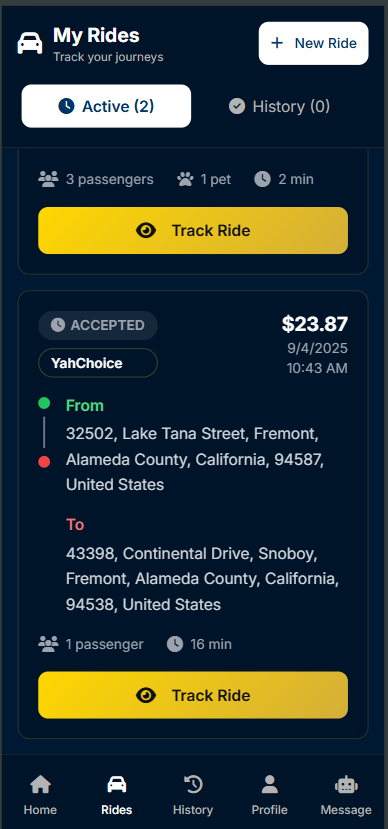 My Rides
Track your journeys
+ New Ride
Active (2)
History (0)
3 passengers
1 pet
2 min
Track Ride
ACCEPTED
$23.87
YahChoice
9/4/2025
10:43 AM
From
32502, Lake Tana Street, Fremont,
Alameda County, California, 94587,
United States
To
43398, Continental Drive, Snoboy,
Fremont, Alameda County, California,
94538, United States
1 passenger
16 min
Track Ride
Home
Rides
History
Profile
Message